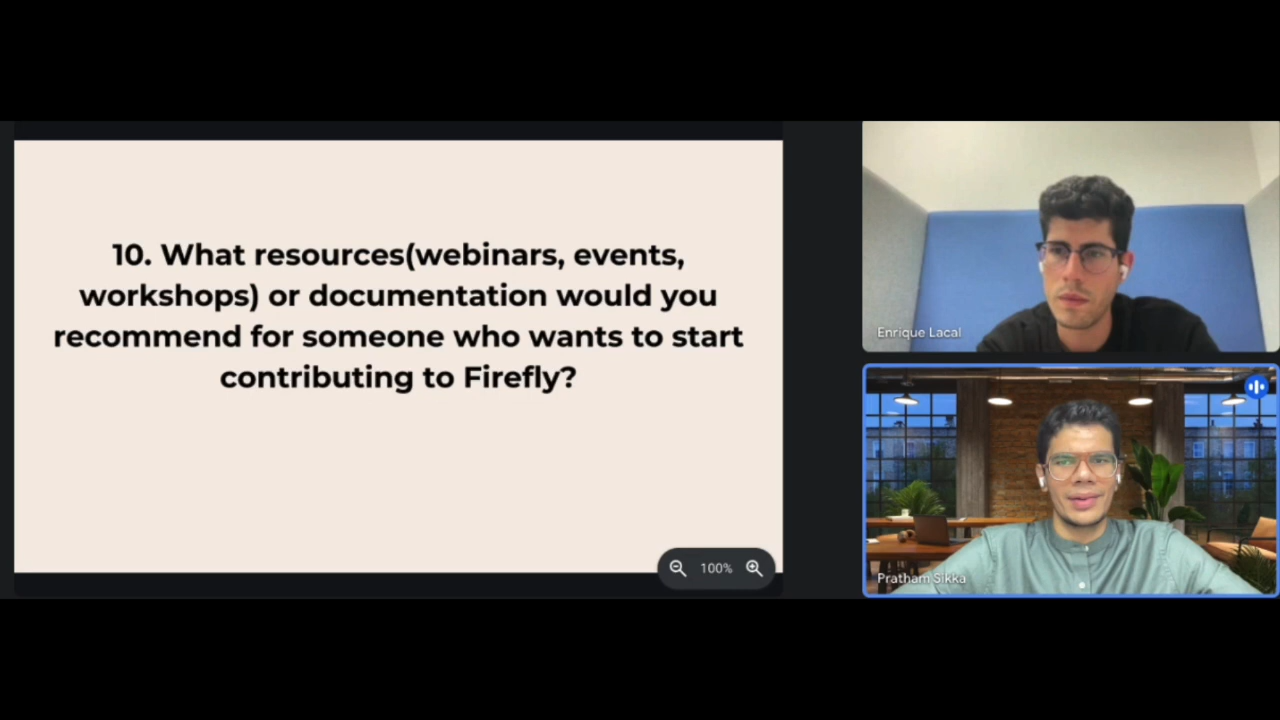 10. What resources(webinars, events,
workshops) or documentation would you
recommend for someone who wants to start
contributing to Firefly?
100%
Enrique Lacal
Pratham Sikka